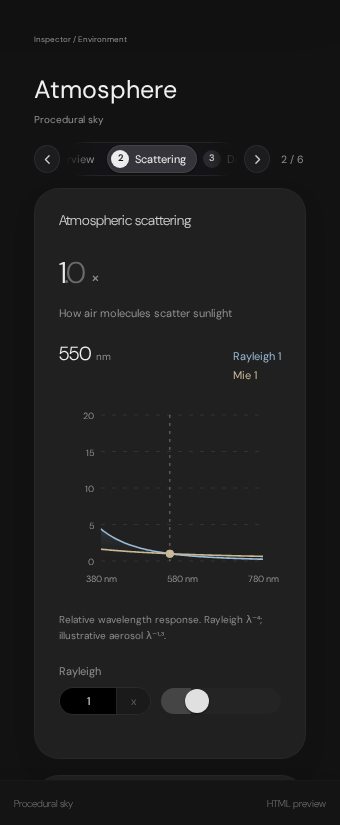 Inspector / Environment
Atmosphere
Procedural sky
view
2 Scattering
3 D
2 / 6
Atmospheric scattering
1.0 ×
How air molecules scatter sunlight
550 nm
Rayleigh 1
Mie 1
20
15
10
5
0
380 nm 580 nm 780 nm
Relative wavelength response. Rayleigh λ⁻⁴;
illustrative aerosol λ⁻¹·³.
Rayleigh
1 x
Procedural sky
HTML preview